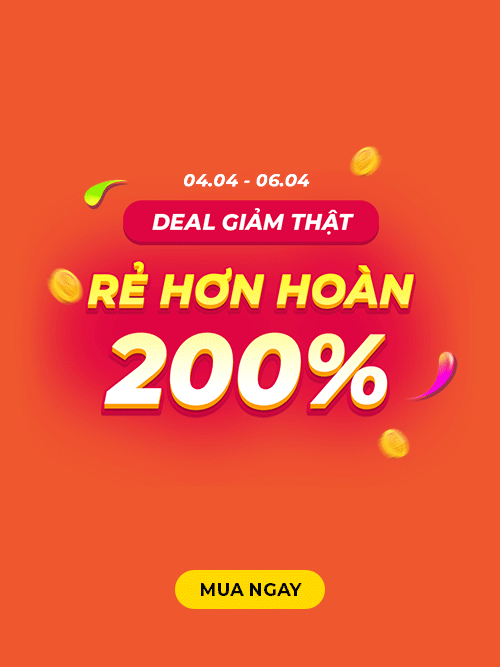 04.04 - 06.04
DEAL GIẢM THẬT
RẺ HƠN HOÀN
200%
MUA NGAY